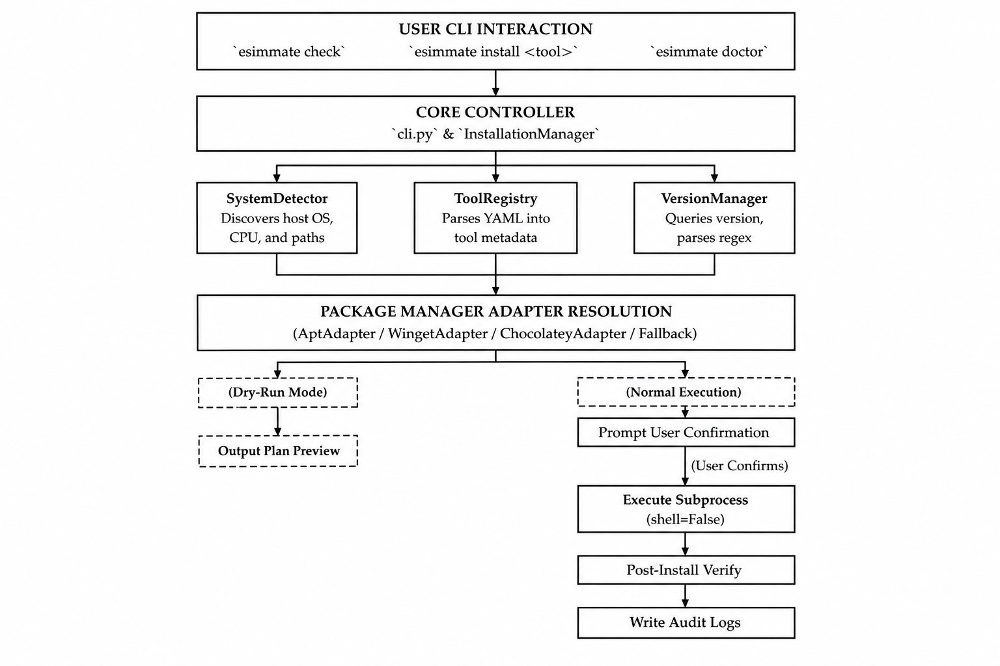 USER CLI INTERACTION
`esimmate check`
`esimmate install <tool>`
`esimmate doctor`
CORE CONTROLLER
`cli.py` & `InstallationManager`
SystemDetector
Discovers host OS,
CPU, and paths
ToolRegistry
Parses YAML into
tool metadata
VersionManager
Queries version,
parses regex
PACKAGE MANAGER ADAPTER RESOLUTION
(AptAdapter / WingetAdapter / ChocolateyAdapter / Fallback)
(Dry-Run Mode)
Output Plan Preview
(Normal Execution)
Prompt User Confirmation
(User Confirms)
Execute Subprocess
(shell=False)
Post-Install Verify
Write Audit Logs